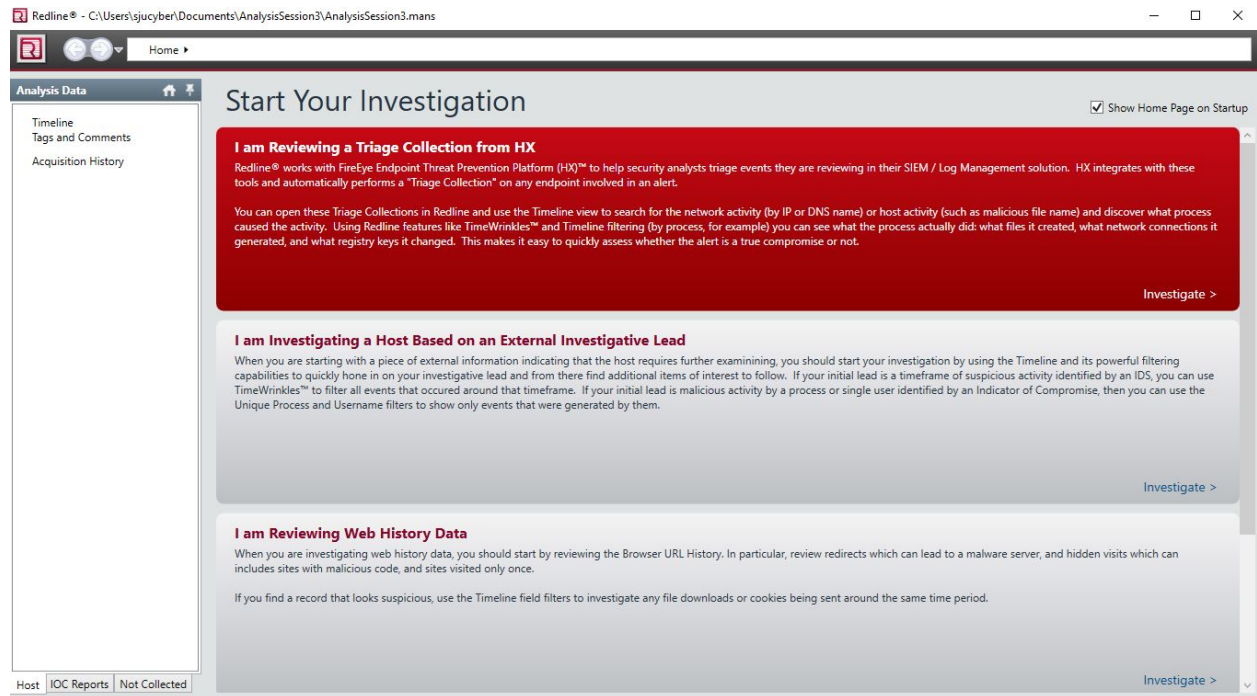 Redline® - C:\Users\sjucyber\Documents\AnalysisSession3\AnalysisSession3.mans
Home
Analysis Data
Timeline
Tags and Comments
Acquisition History
Start Your Investigation
Show Home Page on Startup
I am Reviewing a Triage Collection from HX
Redline® works with FireEye Endpoint Threat Prevention Platform (HX)™ to help security analysts triage events they are reviewing in their SIEM / Log Management solution. HX integrates with these
tools and automatically performs a "Triage Collection" on any endpoint involved in an alert.
You can open these Triage Collections in Redline and use the Timeline view to search for the network activity (by IP or DNS name) or host activity (such as malicious file name) and discover what process
caused the activity. Using Redline features like TimeWrinkles™ and Timeline filtering (by process, for example) you can see what the process actually did: what files it created, what network connections it
generated, and what registry keys it changed. This makes it easy to quickly assess whether the alert is a true compromise or not.
Investigate >
I am Investigating a Host Based on an External Investigative Lead
When you are starting with a piece of external information indicating that the host requires further examinining, you should start your investigation by using the Timeline and its powerful filtering
capabilities to quickly hone in on your investigative lead and from there find additional items of interest to follow. If your initial lead is a timeframe of suspicious activity identified by an IDS, you can use
TimeWrinkles™ to filter all events that occured around that timeframe. If your initial lead is malicious activity by a process or single user identified by an Indicator of Compromise, then you can use the
Unique Process and Username filters to show only events that were generated by them.
Investigate >
I am Reviewing Web History Data
When you are investigating web history data, you should start by reviewing the Browser URL History. In particular, review redirects which can lead to a malware server, and hidden visits which can
includes sites with malicious code, and sites visited only once.
If you find a record that looks suspicious, use the Timeline field filters to investigate any file downloads or cookies being sent around the same time period.
Investigate >
Host IOC Reports Not Collected